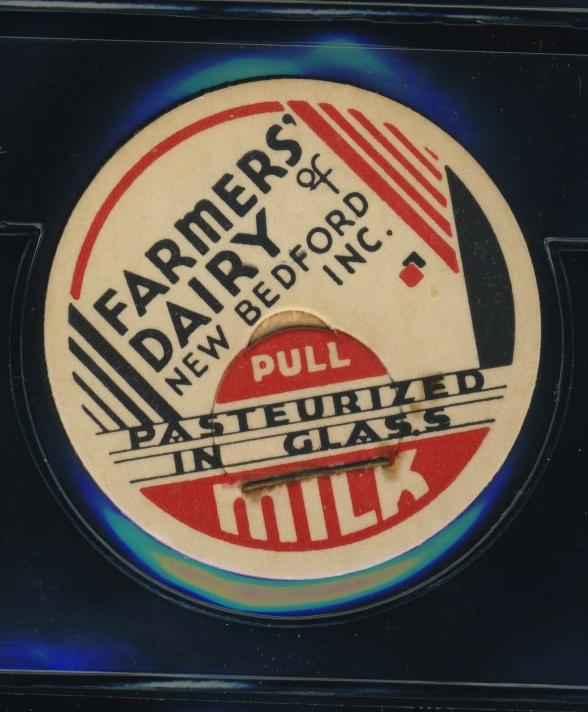 FARMERS'
DAIRY of
NEW BEDFORD
INC.
PULL
PASTEURIZED
IN GLASS
MILK